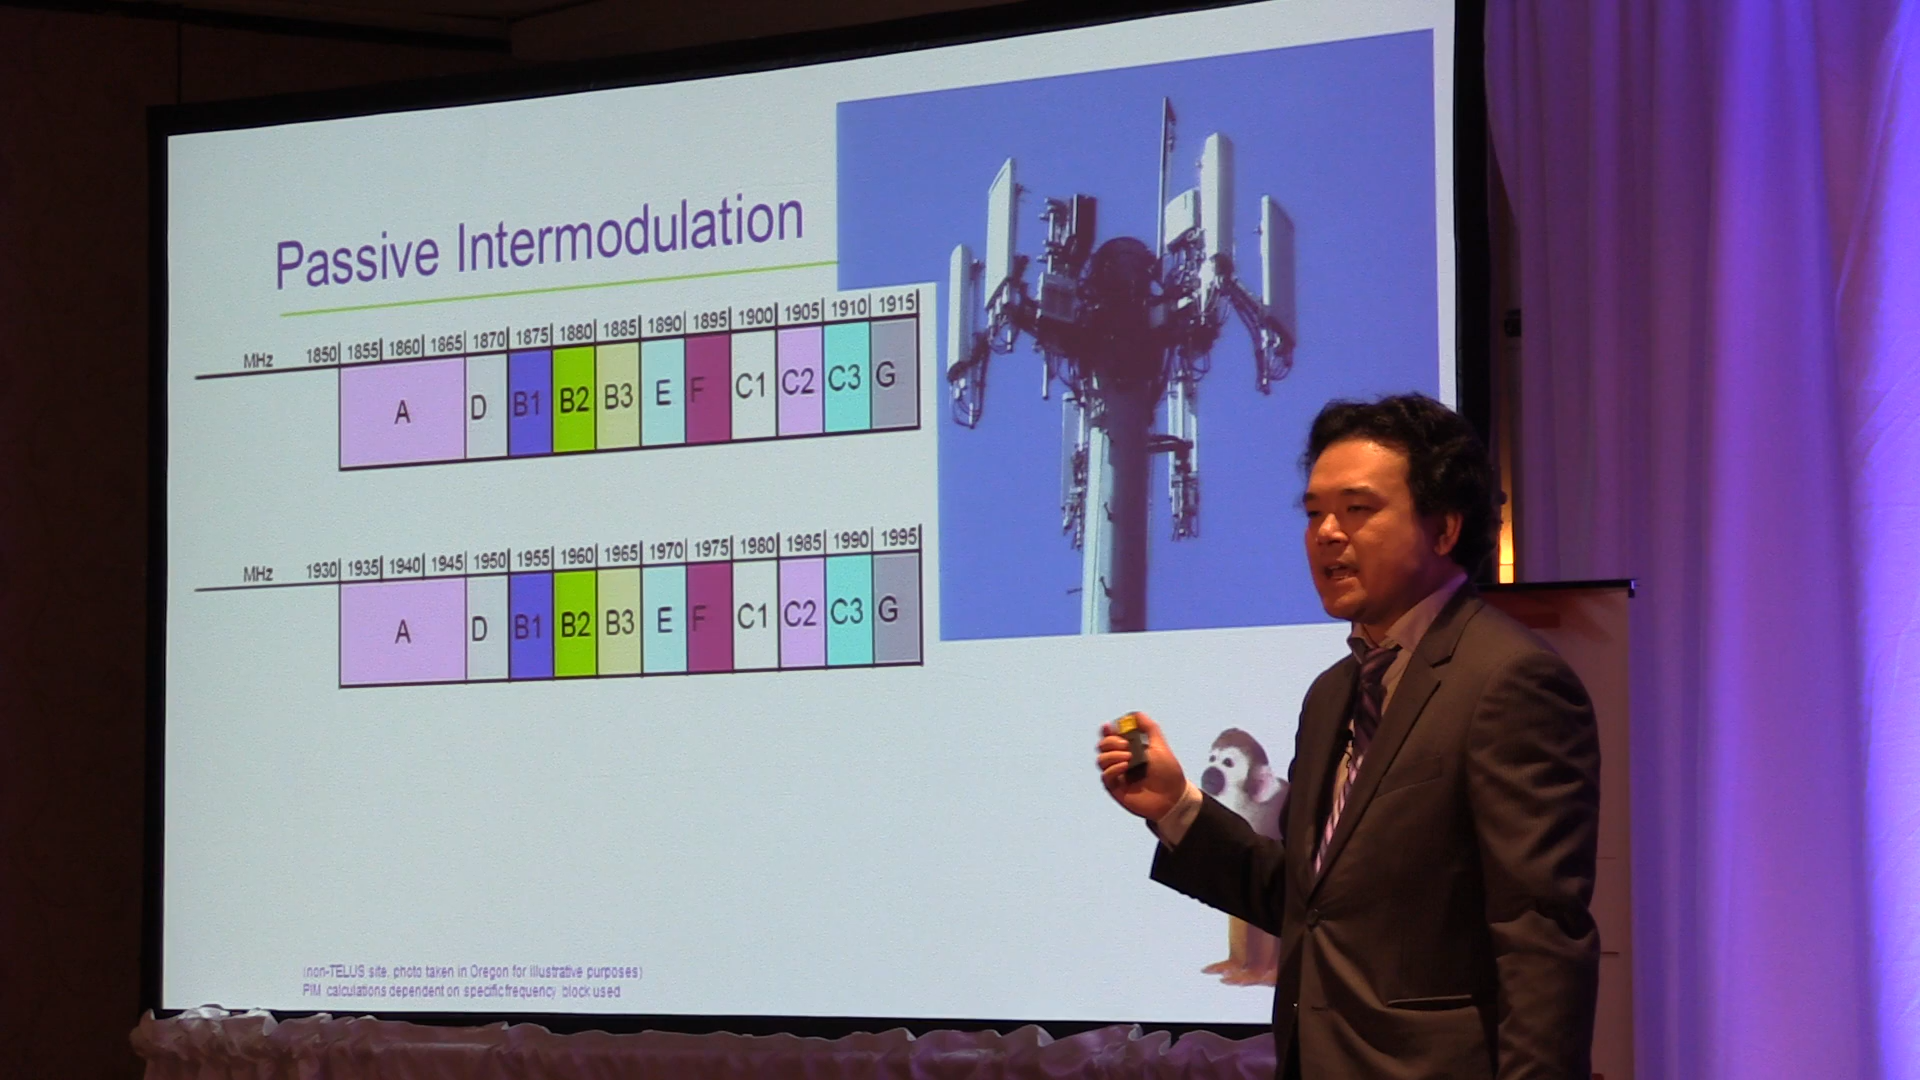 Passive Intermodulation
MHz 1850 1855 1860 1865 1870 1875 1880 1885 1890 1895 1900 1905 1910 1915
A D B1 B2 B3 E F C1 C2 C3 G
MHz 1930 1935 1940 1945 1950 1955 1960 1965 1970 1975 1980 1985 1990 1995
A D B1 B2 B3 E F C1 C2 C3 G
(non-TELUS site, photo taken in Oregon for illustrative purposes)
PIM calculations dependent on specific frequency block used